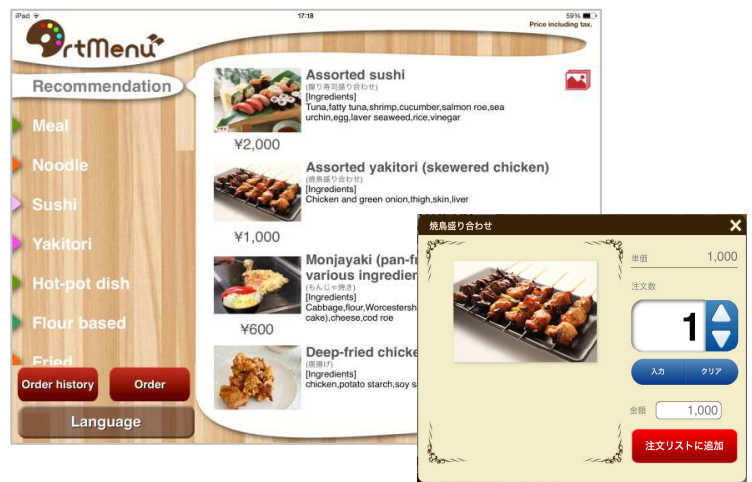 iPad
17:18
59%
Price including tax.
rtMenu
Recommendation
Meal
Noodle
Sushi
Yakitori
Hot-pot dish
Flour based
Fried
Order history
Order
Language
Assorted sushi
(握り寿司盛り合わせ)
[Ingredients]
Tuna,fatty tuna,shrimp,cucumber,salmon roe,sea
urchin,egg,laver seaweed,rice,vinegar
¥2,000
Assorted yakitori (skewered chicken)
(焼鳥盛り合わせ)
[Ingredients]
Chicken and green onion,thigh,skin,liver
¥1,000
Monjayaki (pan-fr
various ingredien
(もんじゃ焼き)
[Ingredients]
Cabbage,flour,Worcestersh
cake),cheese,cod roe
¥600
Deep-fried chicke
(唐揚げ)
[Ingredients]
chicken,potato starch,soy s
焼鳥盛り合わせ
単価 1,000
注文数
1
入力 クリア
金額 1,000
注文リストに追加